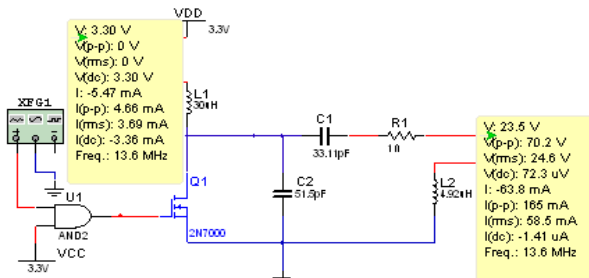 VDD
3.3V
V: 3.30 V
V(p-p): 0 V
V(rms): 0 V
V(dc): 3.30 V
I: -5.47 mA
I(p-p): 4.66 mA
I(rms): 3.69 mA
I(dc): -3.36 mA
Freq.: 13.6 MHz
XFG1
L1
30uH
C1
33.11pF
R1
1Ω
V: 23.5 V
V(p-p): 70.2 V
V(rms): 24.6 V
V(dc): 72.3 uV
I: -63.8 mA
I(p-p): 165 mA
I(rms): 58.5 mA
I(dc): -1.41 uA
Freq.: 13.6 MHz
U1
AND2
VCC
3.3V
Q1
2N7000
C2
51.5pF
L2
4.92uH